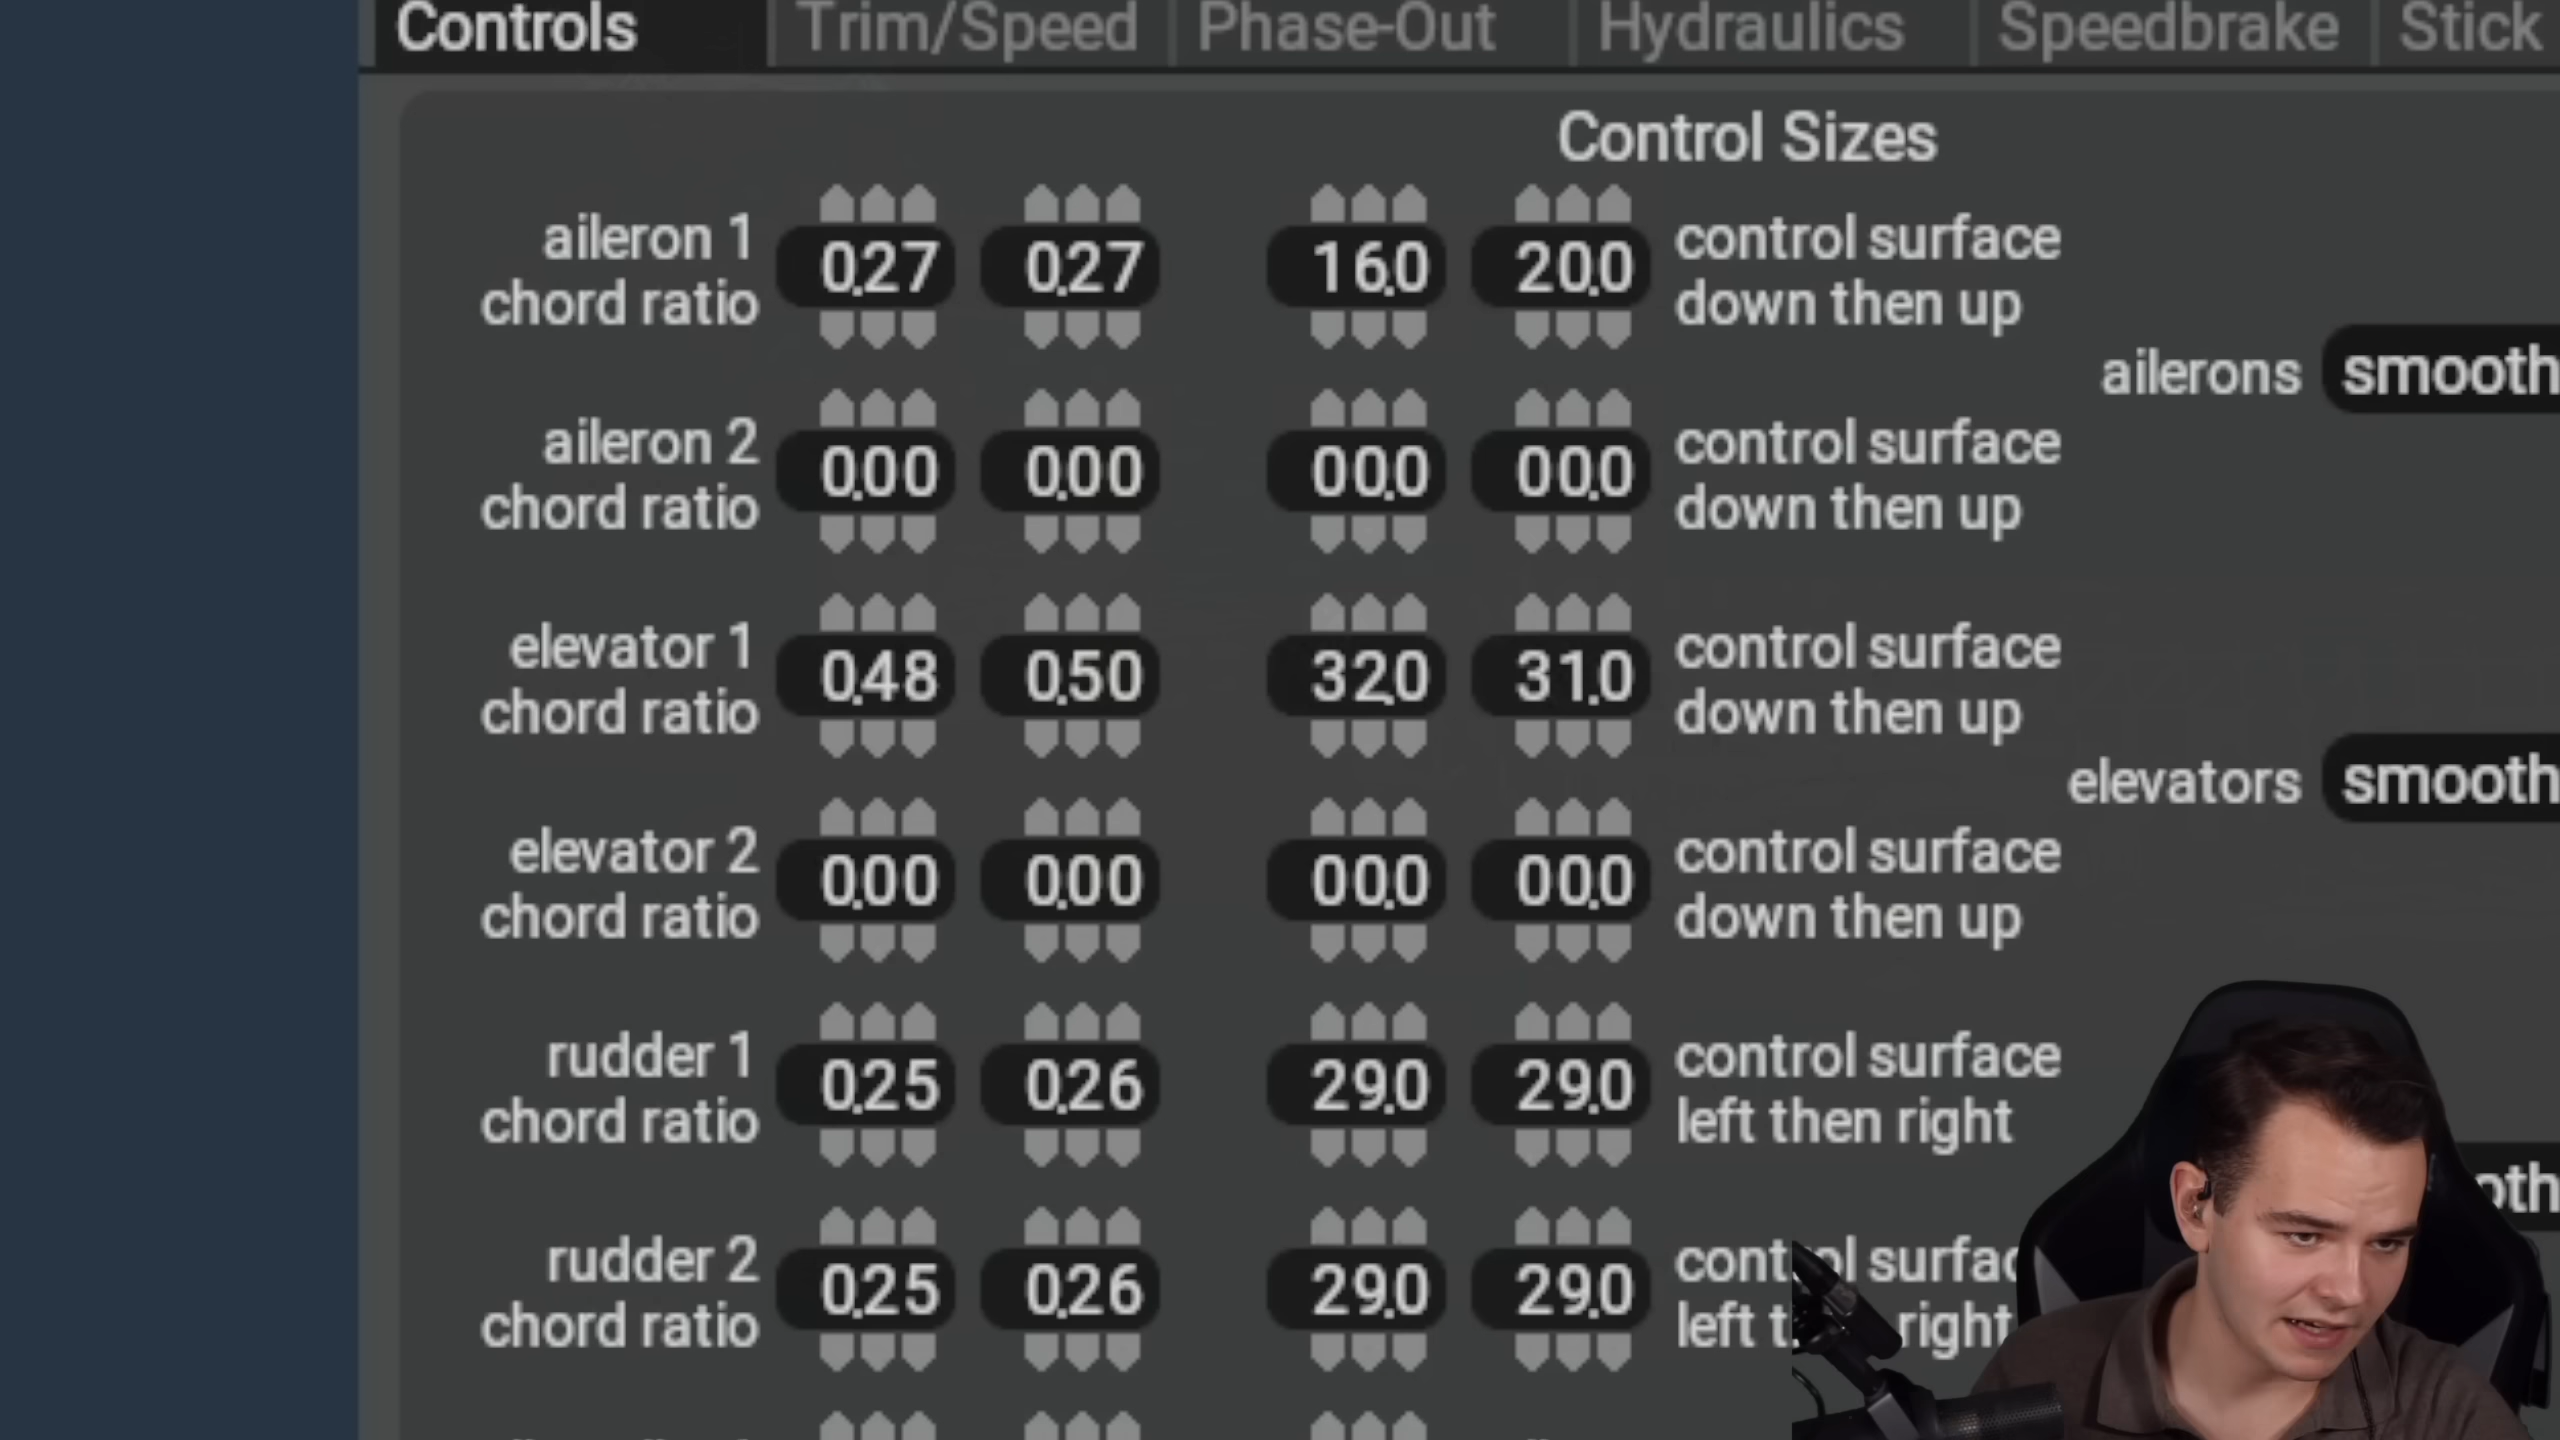 Controls Trim/Speed Phase-Out Hydraulics Speedbrake Stick
Control Sizes
aileron 1
chord ratio
0.27 0.27 16.0 20.0
control surface
down then up
ailerons smooth
aileron 2
chord ratio
0.00 0.00 00.0 00.0
control surface
down then up
elevator 1
chord ratio
0.48 0.50 32.0 31.0
control surface
down then up
elevators smooth
elevator 2
chord ratio
0.00 0.00 00.0 00.0
control surface
down then up
rudder 1
chord ratio
0.25 0.26 29.0 29.0
control surface
left then right
rudder 2
chord ratio
0.25 0.26 29.0 29.0
control surfac
left right